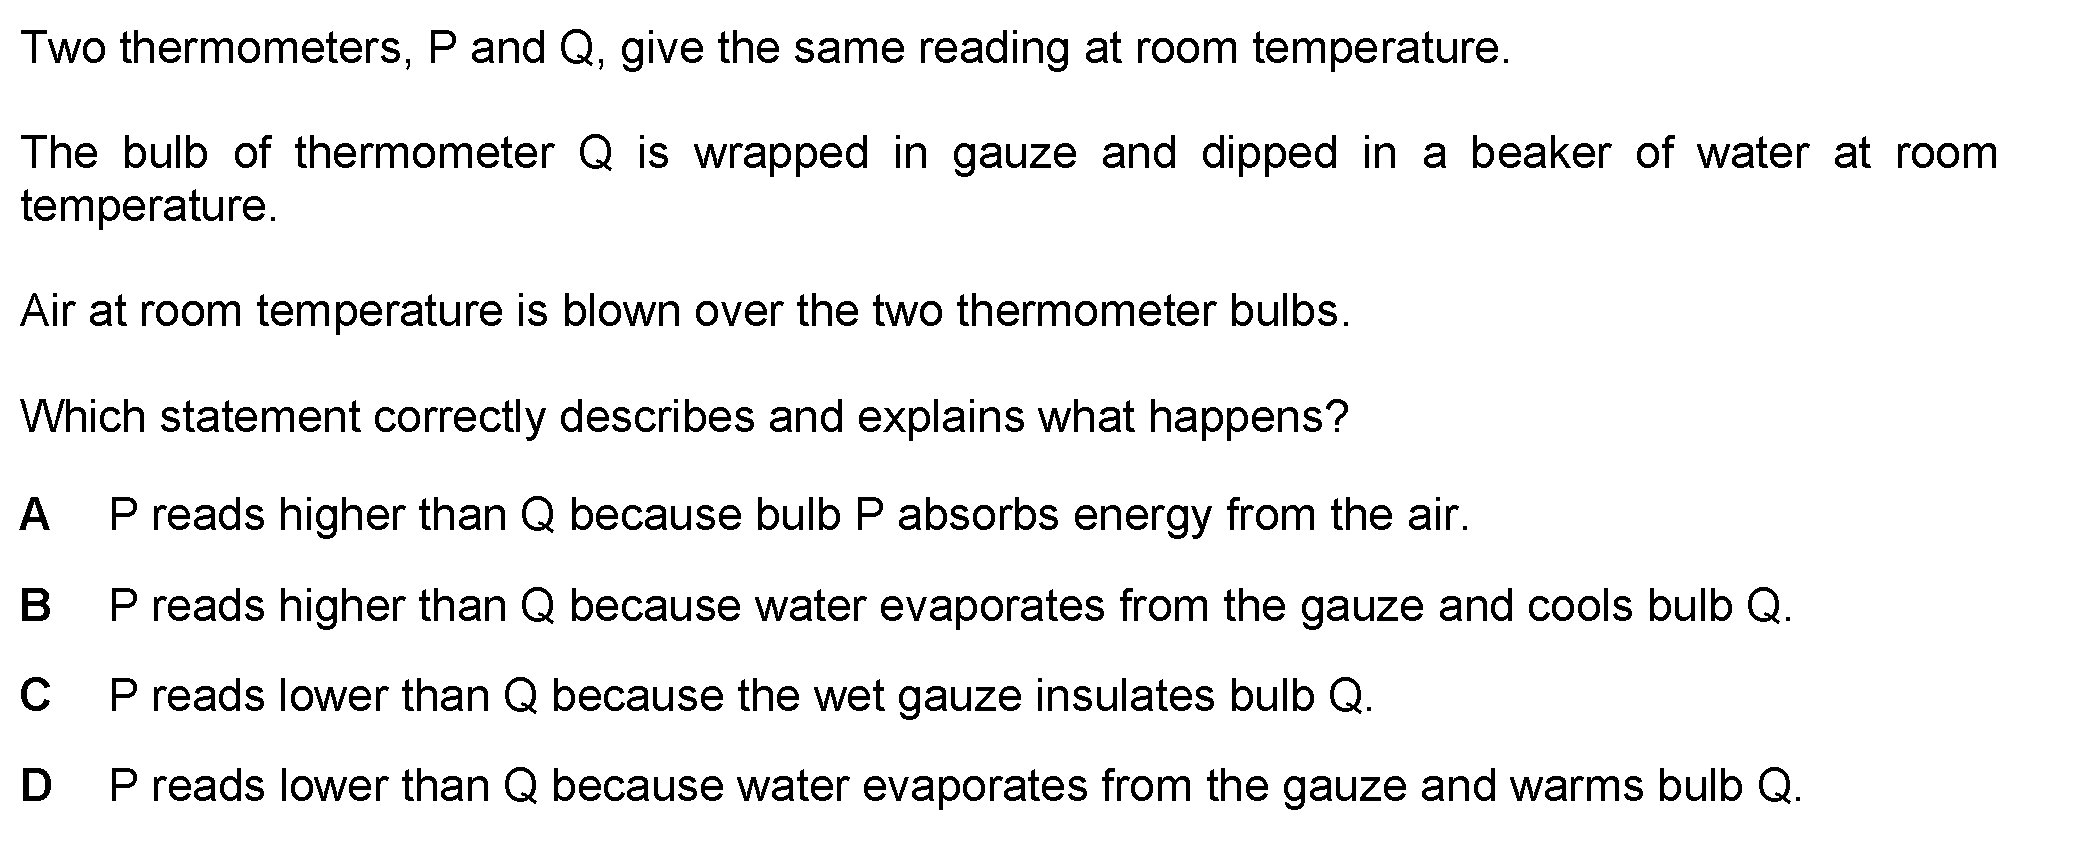 Two thermometers, P and Q, give the same reading at room temperature.
The bulb of thermometer Q is wrapped in gauze and dipped in a beaker of water at room
temperature.
Air at room temperature is blown over the two thermometer bulbs.
Which statement correctly describes and explains what happens?
A P reads higher than Q because bulb P absorbs energy from the air.
B P reads higher than Q because water evaporates from the gauze and cools bulb Q.
C P reads lower than Q because the wet gauze insulates bulb Q.
D P reads lower than Q because water evaporates from the gauze and warms bulb Q.